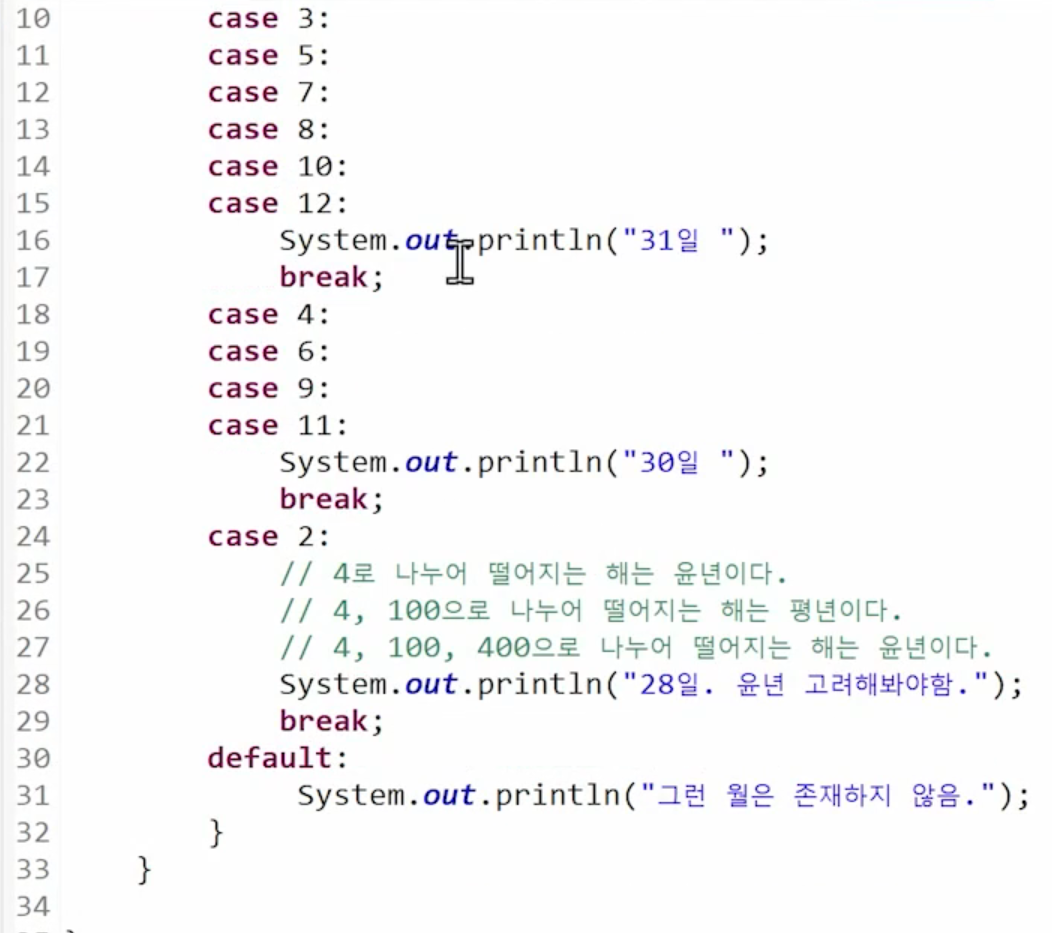 10 case 3:
11 case 5:
12 case 7:
13 case 8:
14 case 10:
15 case 12:
16 System.out.println("31일 ");
17 break;
18 case 4:
19 case 6:
20 case 9:
21 case 11:
22 System.out.println("30일 ");
23 break;
24 case 2:
25 // 4로 나누어 떨어지는 해는 윤년이다.
26 // 4, 100으로 나누어 떨어지는 해는 평년이다.
27 // 4, 100, 400으로 나누어 떨어지는 해는 윤년이다.
28 System.out.println("28일. 윤년 고려해봐야함.");
29 break;
30 default:
31 System.out.println("그런 월은 존재하지 않음.");
32 }
33 }
34